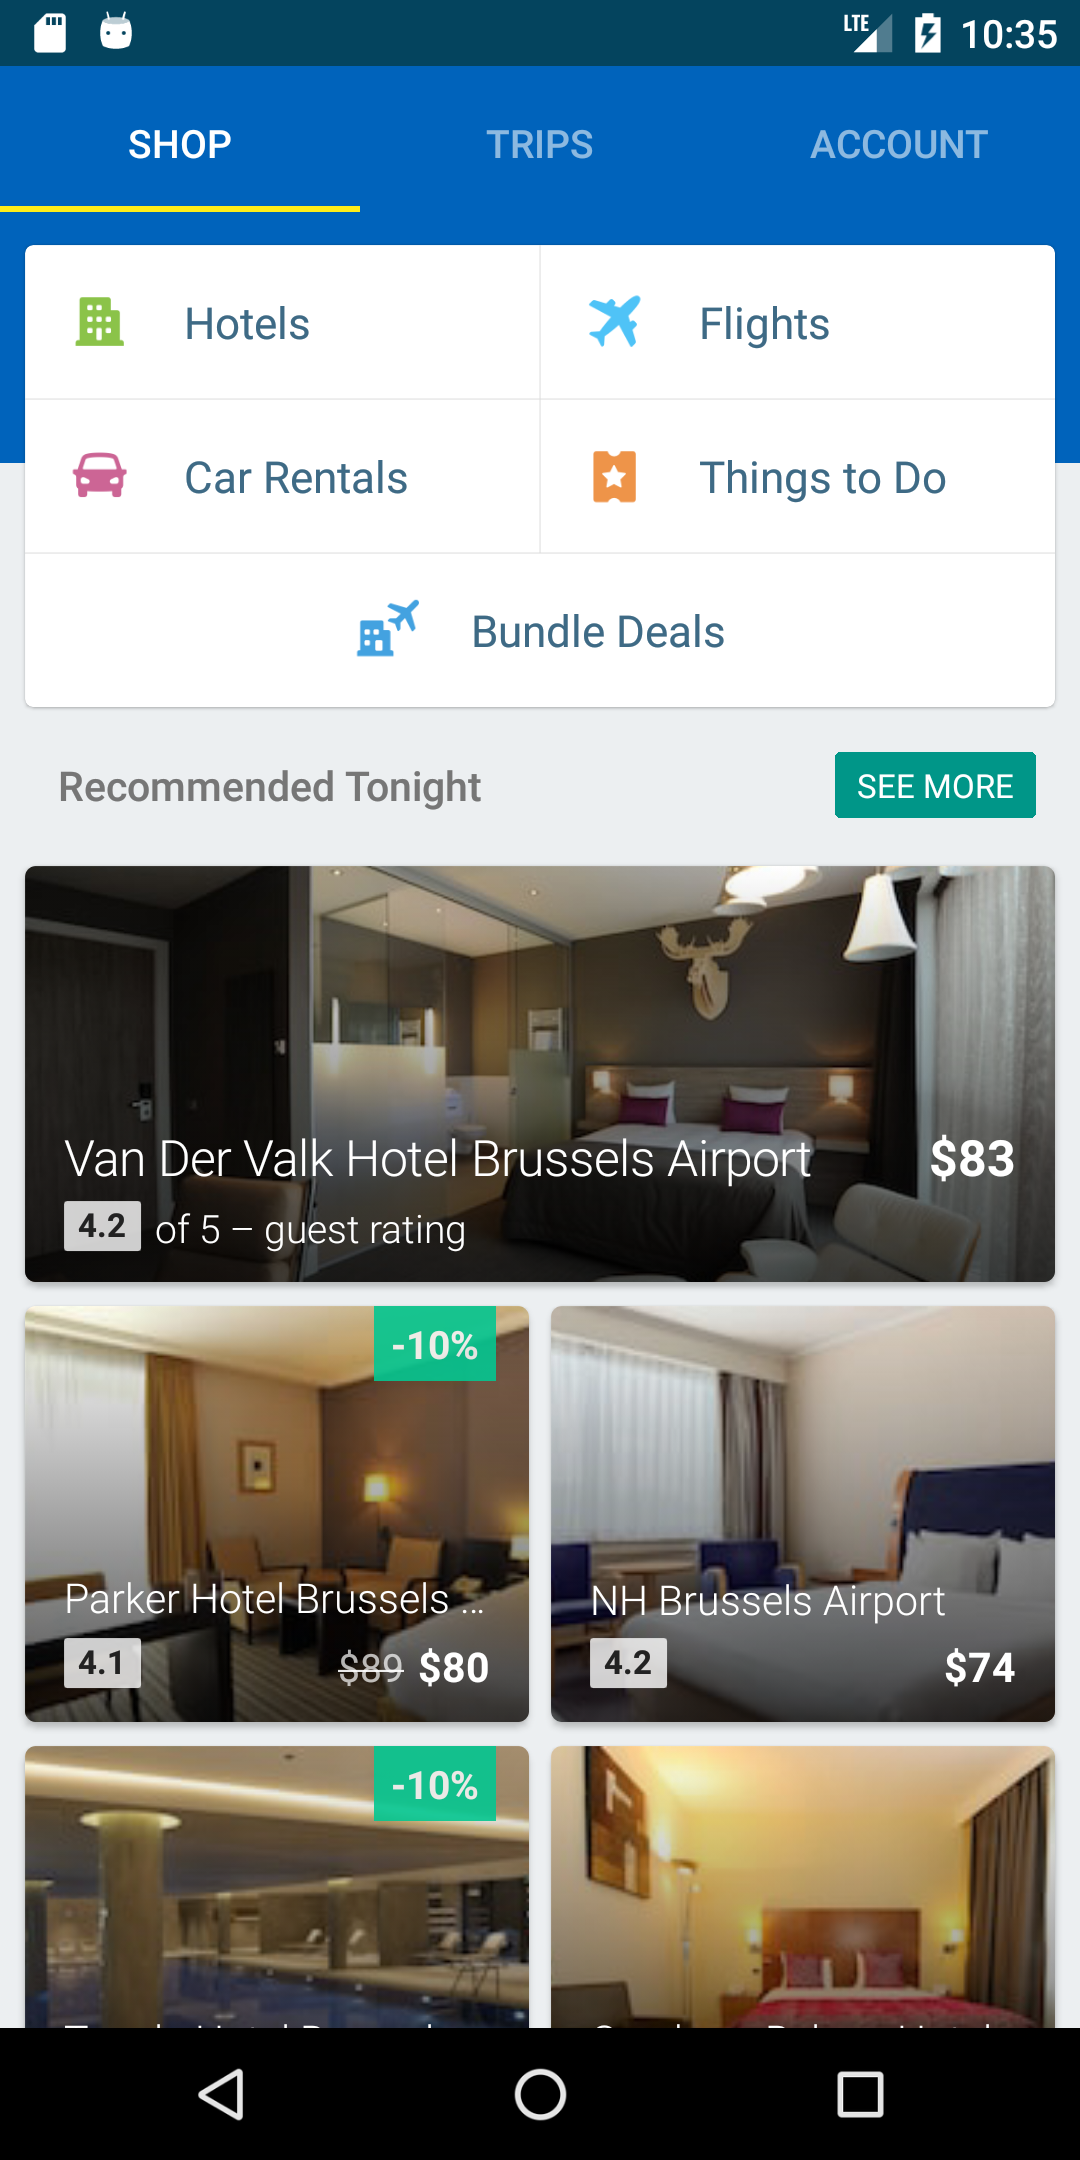 LTE 10:35
SHOP TRIPS ACCOUNT
Hotels Flights
Car Rentals Things to Do
Bundle Deals
Recommended Tonight SEE MORE
Van Der Valk Hotel Brussels Airport $83
4.2 of 5 – guest rating
-10%
Parker Hotel Brussels ...
4.1 $89 $80
NH Brussels Airport
4.2 $74
-10%